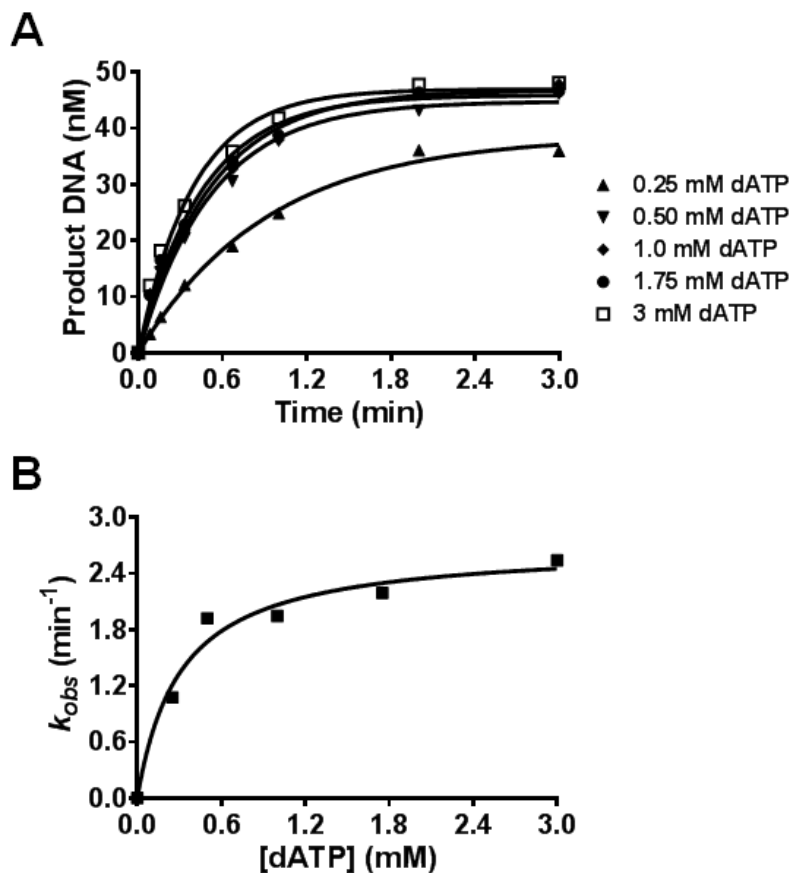 A
Product DNA (nM)
50
40
30
20
10
0
0.0 0.6 1.2 1.8 2.4 3.0
Time (min)
0.25 mM dATP
0.50 mM dATP
1.0 mM dATP
1.75 mM dATP
3 mM dATP
B
kobs (min-1)
3.0
2.4
1.8
1.2
0.6
0.0
0.0 0.6 1.2 1.8 2.4 3.0
[dATP] (mM)